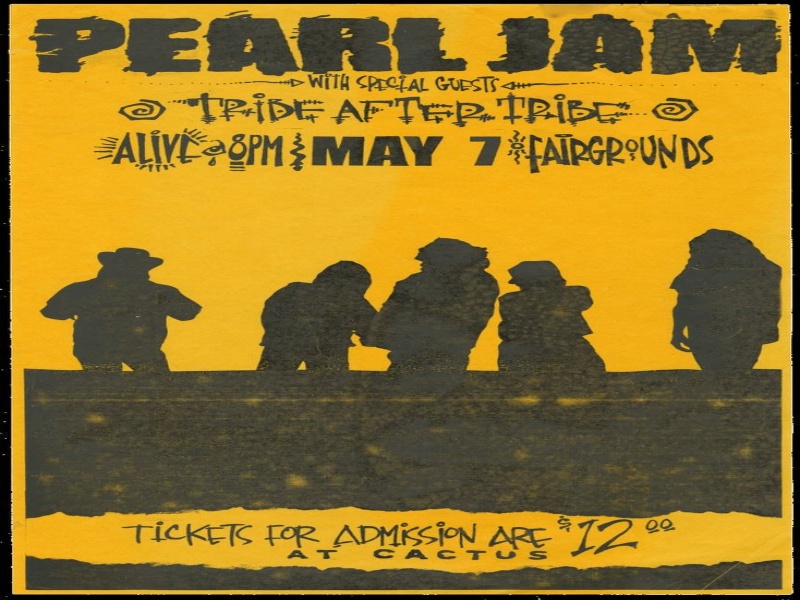 PEARL JAM
WITH SPECIAL GUESTS
TRIBE AFTER TRIBE
ALIVE @ 8PM MAY 7 FAIRGROUNDS
TICKETS FOR ADMISSION ARE $12.00
AT CACTUS